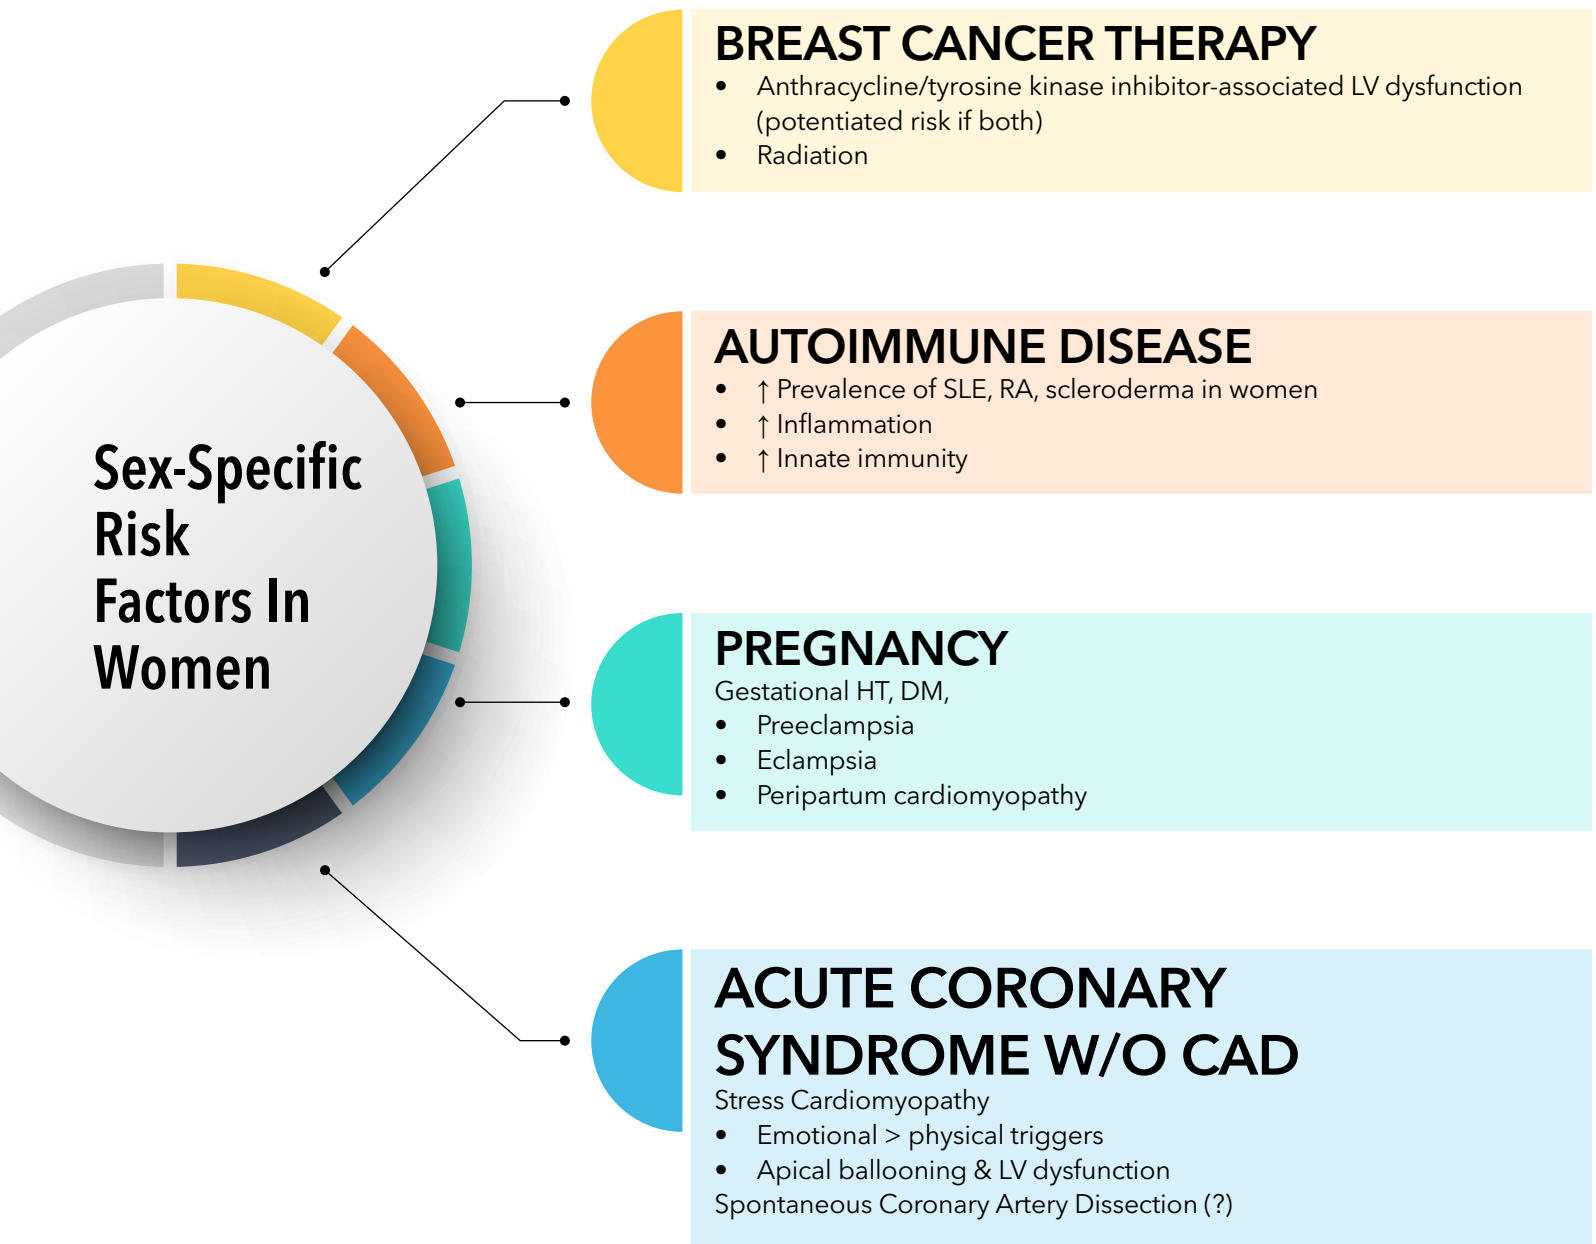 Sex-Specific
Risk
Factors In
Women
BREAST CANCER THERAPY
• Anthracycline/tyrosine kinase inhibitor-associated LV dysfunction
(potentiated risk if both)
• Radiation
AUTOIMMUNE DISEASE
• ↑ Prevalence of SLE, RA, scleroderma in women
• ↑ Inflammation
• ↑ Innate immunity
PREGNANCY
Gestational HT, DM,
• Preeclampsia
• Eclampsia
• Peripartum cardiomyopathy
ACUTE CORONARY
SYNDROME W/O CAD
Stress Cardiomyopathy
• Emotional > physical triggers
• Apical ballooning & LV dysfunction
Spontaneous Coronary Artery Dissection (?)